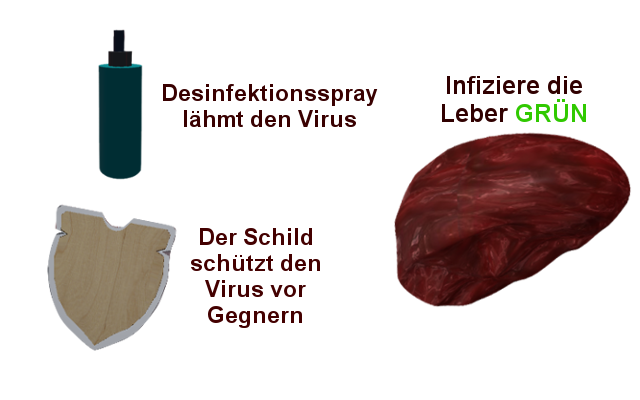 Desinfektionsspray
lähmt den Virus
Infiziere die
Leber GRÜN
Der Schild
schützt den
Virus vor
Gegnern